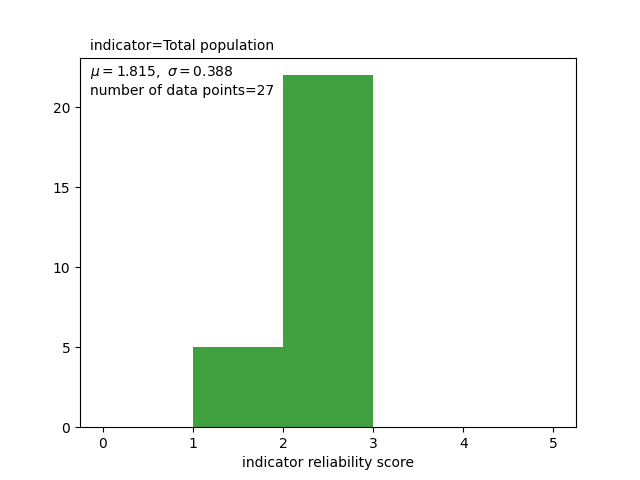 indicator=Total population
μ = 1.815, σ = 0.388
number of data points=27
20
15
10
5
0
0 1 2 3 4 5
indicator reliability score